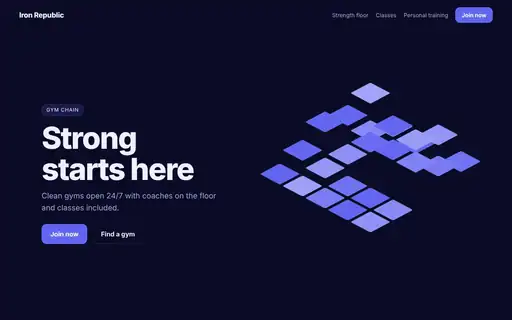 Iron Republic
Strength floor
Classes
Personal training
Join now
GYM CHAIN
Strong
starts here
Clean gyms open 24/7 with coaches on the floor
and classes included.
Join now
Find a gym